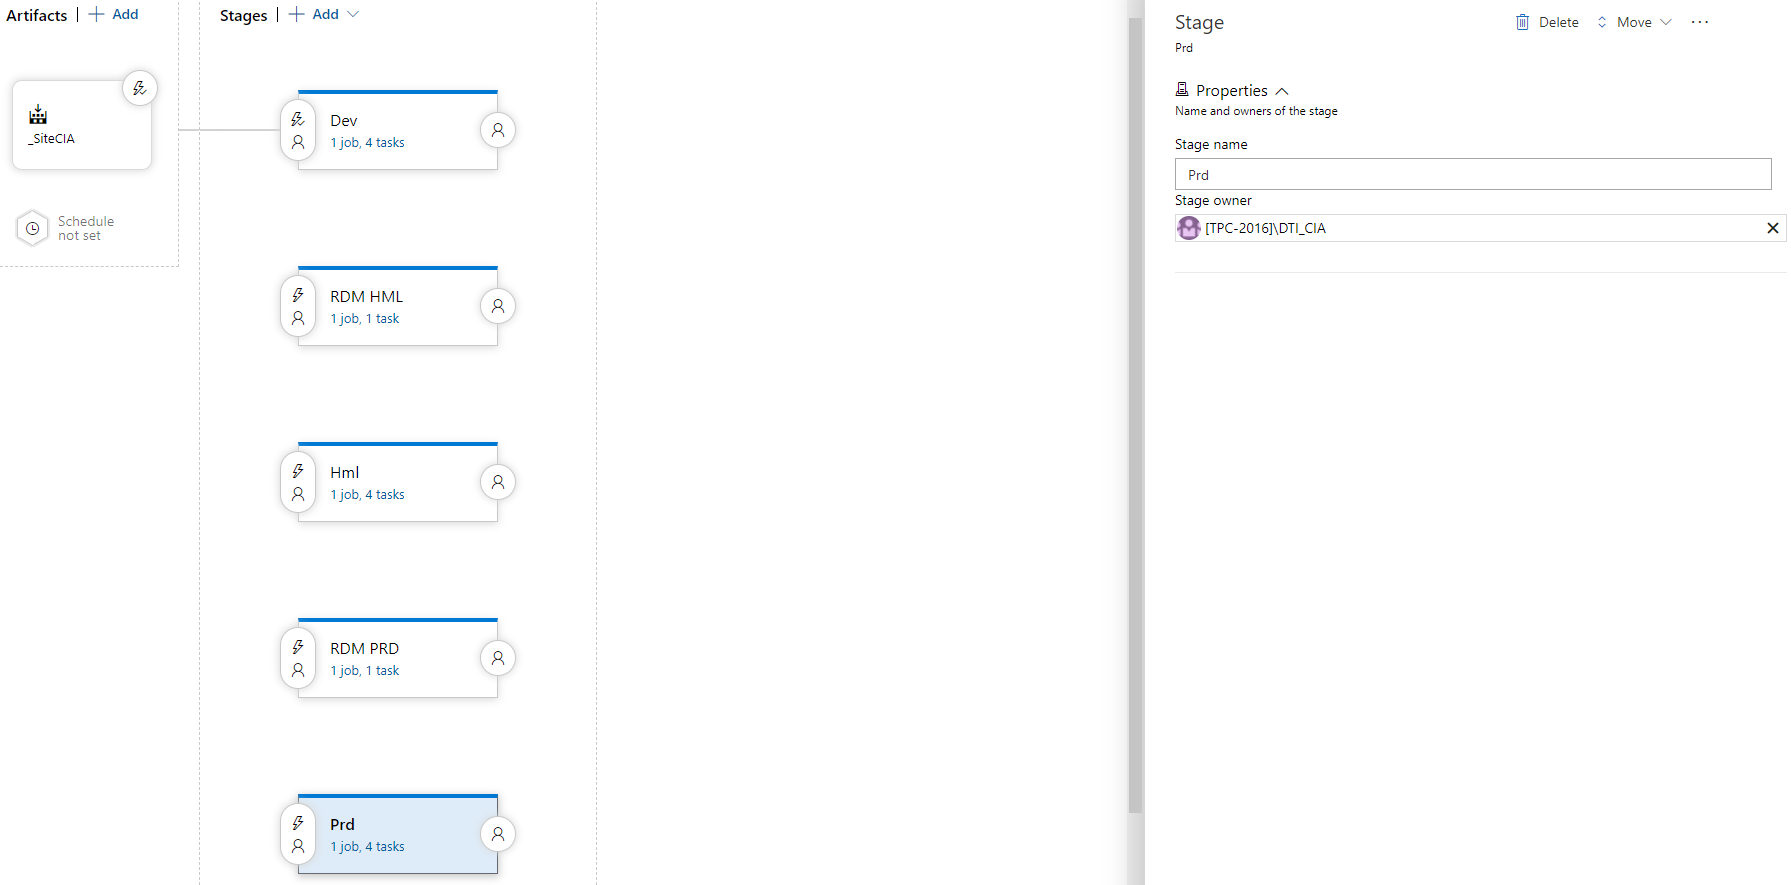 Artifacts | + Add
_SiteCIA
Schedule
not set
Stages | + Add
Dev
1 job, 4 tasks
RDM HML
1 job, 1 task
Hml
1 job, 4 tasks
RDM PRD
1 job, 1 task
Prd
1 job, 4 tasks
Stage
Delete
Move
...
Prd
Properties
Name and owners of the stage
Stage name
Prd
Stage owner
[TPC-2016]\DTI_CIA